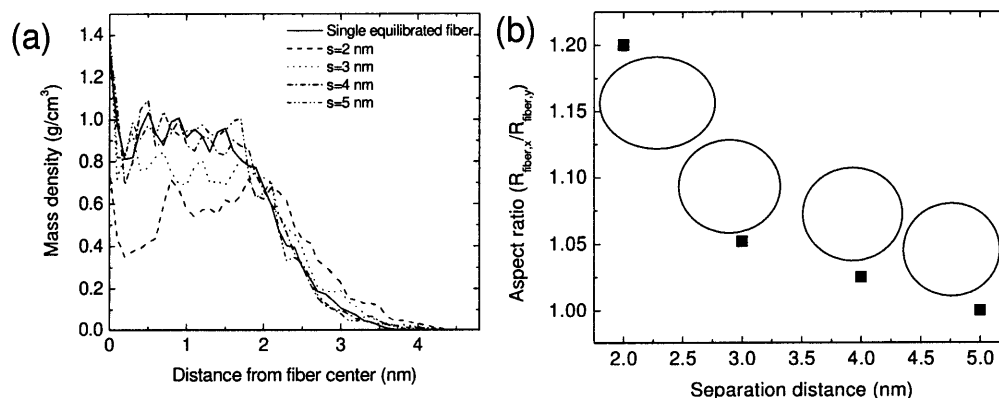 (a)
Single equilibrated fiber
s=2 nm
s=3 nm
s=4 nm
s=5 nm
1.4
1.2
1.0
0.8
0.6
0.4
0.2
0.0
0
1
2
3
4
Mass density (g/cm³)
Distance from fiber center (nm)
(b)
1.20
1.15
1.10
1.05
1.00
2.0
2.5
3.0
3.5
4.0
4.5
5.0
Aspect ratio (R_fiber,x/R_fiber,y)
Separation distance (nm)